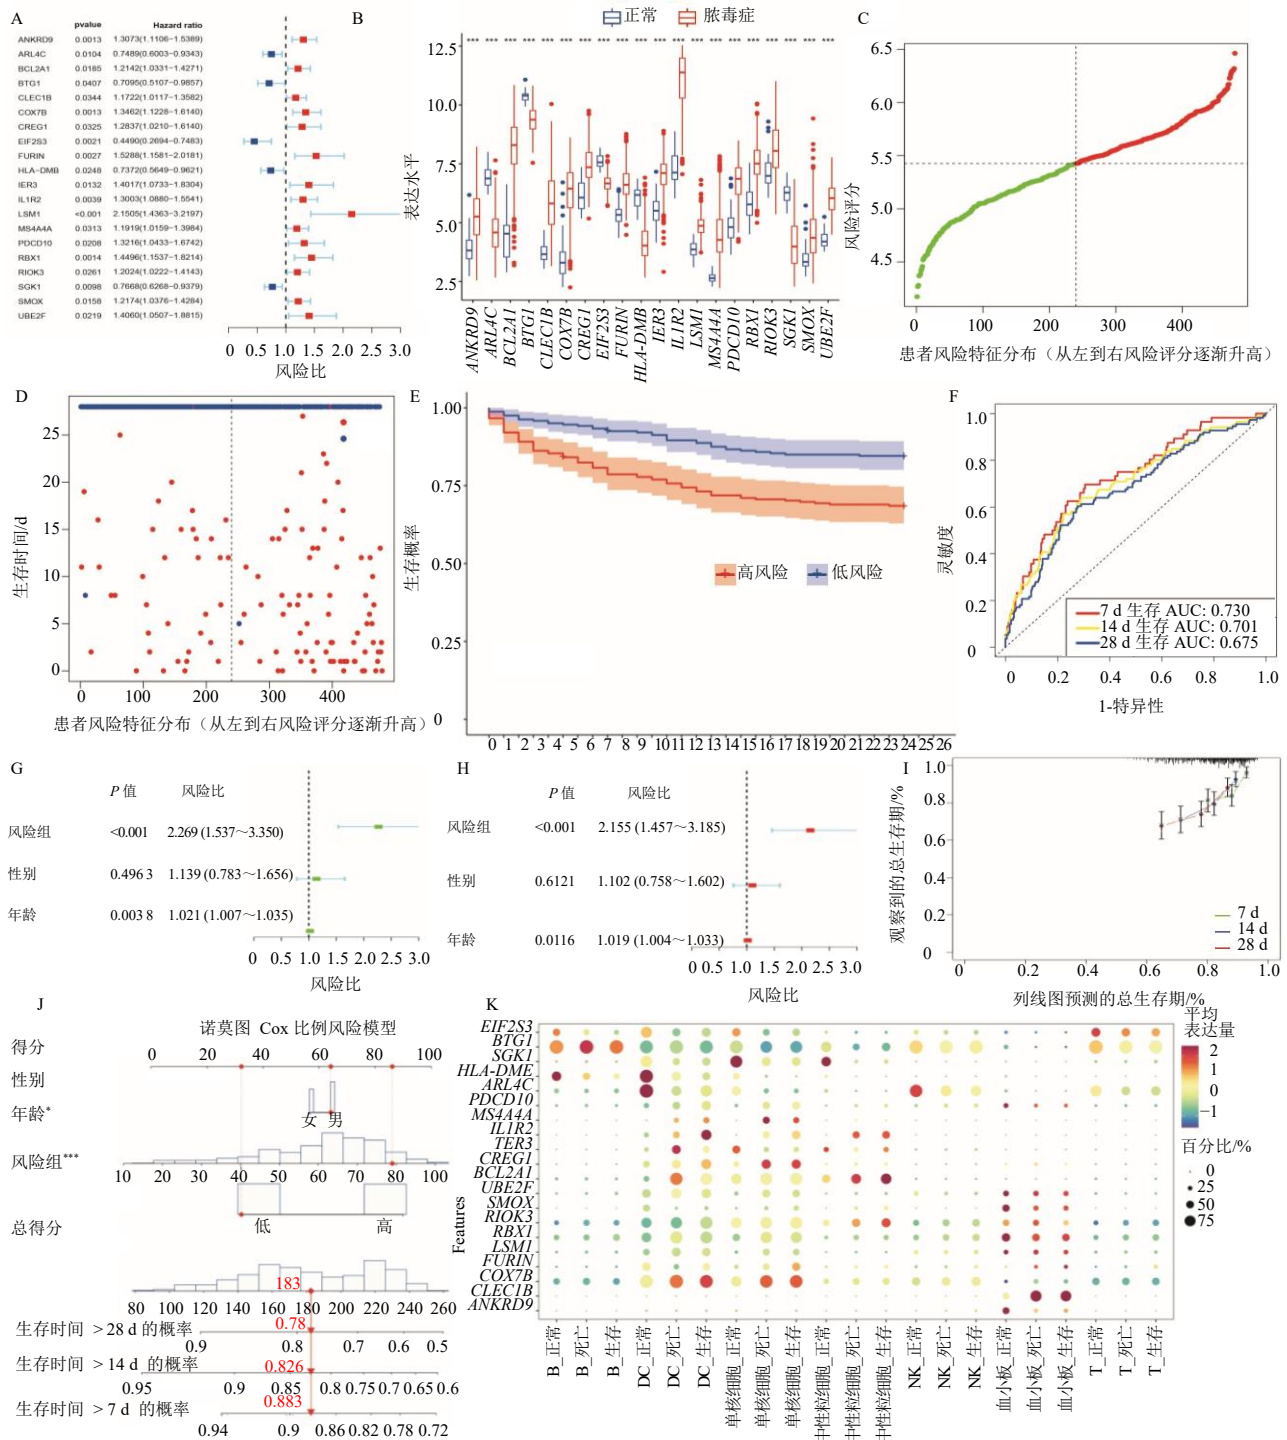 A
pvalue Hazard ratio
ANKRD9 0.0013 1.3073(1.1106−1.5389)
ARL4C 0.0104 0.7489(0.6003−0.9343)
BCL2A1 0.0185 1.2142(1.0331−1.4271)
BTG1 0.0407 0.7095(0.5107−0.9857)
CLEC1B 0.0344 1.1722(1.0117−1.3582)
COX7B 0.0013 1.3462(1.1228−1.6140)
CREG1 0.0325 1.2837(1.0210−1.6140)
EIF2S3 0.0021 0.4490(0.2694−0.7483)
FURIN 0.0027 1.5288(1.1581−2.0181)
HLA−DMB 0.0248 0.7372(0.5649−0.9621)
IER3 0.0132 1.4017(1.0733−1.8304)
IL1R2 0.0039 1.3003(1.0880−1.5541)
LSM1 <0.001 2.1505(1.4363−3.2197)
MS4A4A 0.0313 1.1919(1.0159−1.3984)
PDCD10 0.0208 1.3216(1.0433−1.6742)
RBX1 0.0014 1.4496(1.1537−1.8214)
RIOK3 0.0261 1.2024(1.0222−1.4143)
SGK1 0.0098 0.7668(0.6268−0.9379)
SMOX 0.0158 1.2174(1.0376−1.4284)
UBE2F 0.0219 1.4060(1.0507−1.8815)
0 0.5 1.0 1.5 2.0 2.5 3.0
风险比
B
正常 脓毒症
*** *** *** *** *** *** *** *** *** *** *** *** *** *** *** *** *** *** *** ***
12.5
10.0
7.5
5.0
2.5
表达水平
ANKRD9 ARL4C BCL2A1 BTG1 CLEC1B COX7B CREG1 EIF2S3 FURIN HLA-DMB IER3 IL1R2 LSM1 MS4A4A PDCD10 RBX1 RIOK3 SGK1 SMOX UBE2F
C
6.5
6.0
5.5
5.0
4.5
风险评分
0 100 200 300 400
患者风险特征分布（从左到右风险评分逐渐升高）
D
25
20
15
10
5
0
生存时间/d
0 100 200 300 400
患者风险特征分布（从左到右风险评分逐渐升高）
E
1.00
0.75
0.50
0.25
0
生存概率
高风险 低风险
0 1 2 3 4 5 6 7 8 9 10 11 12 13 14 15 16 17 18 19 20 21 22 23 24 25 26
F
1.0
0.8
0.6
0.4
0.2
0
灵敏度
7 d 生存 AUC: 0.730
14 d 生存 AUC: 0.701
28 d 生存 AUC: 0.675
0 0.2 0.4 0.6 0.8 1.0
1-特异性
G
P 值 风险比
风险组 <0.001 2.269 (1.537～3.350)
性别 0.496 3 1.139 (0.783～1.656)
年龄 0.003 8 1.021 (1.007～1.035)
0 0.5 1.0 1.5 2.0 2.5 3.0
风险比
H
P 值 风险比
风险组 <0.001 2.155 (1.457～3.185)
性别 0.6121 1.102 (0.758～1.602)
年龄 0.0116 1.019 (1.004～1.033)
0 0.5 1.0 1.5 2.0 2.5 3.0
风险比
I
1.0
0.8
0.6
0.4
0.2
0
观察到的总生存期/%
7 d
14 d
28 d
0 0.2 0.4 0.6 0.8 1.0
列线图预测的总生存期/%
J
诺莫图 Cox 比例风险模型
得分
0 20 40 60 80 100
性别
女 男
年龄*
10 20 30 40 50 60 70 80 90 100
风险组***
低 高
总得分
183
80 100 120 140 160 180 200 220 240 260
生存时间 > 28 d 的概率
0.78
0.9 0.8 0.7 0.6 0.5
生存时间 > 14 d 的概率
0.826
0.95 0.9 0.85 0.8 0.75 0.7 0.65 0.6
生存时间 > 7 d 的概率
0.883
0.94 0.9 0.86 0.82 0.78 0.72
K
EIF2S3
BTG1
SGK1
HLA-DME
ARL4C
PDCD10
MS4A4A
IL1R2
TER3
CREG1
BCL2A1
UBE2F
SMOX
RIOK3
RBX1
LSM1
FURIN
COX7B
CLEC1B
ANKRD9
Features
B_正常 B_死亡 B_生存 DC_正常 DC_死亡 DC_生存 单核细胞_正常 单核细胞_死亡 单核细胞_生存 中性粒细胞_正常 中性粒细胞_死亡 中性粒细胞_生存 NK_正常 NK_死亡 NK_生存 血小板_正常 血小板_死亡 血小板_生存 T_正常 T_死亡 T_生存
平均
表达量
2
1
0
−1
百分比/%
0
25
50
75